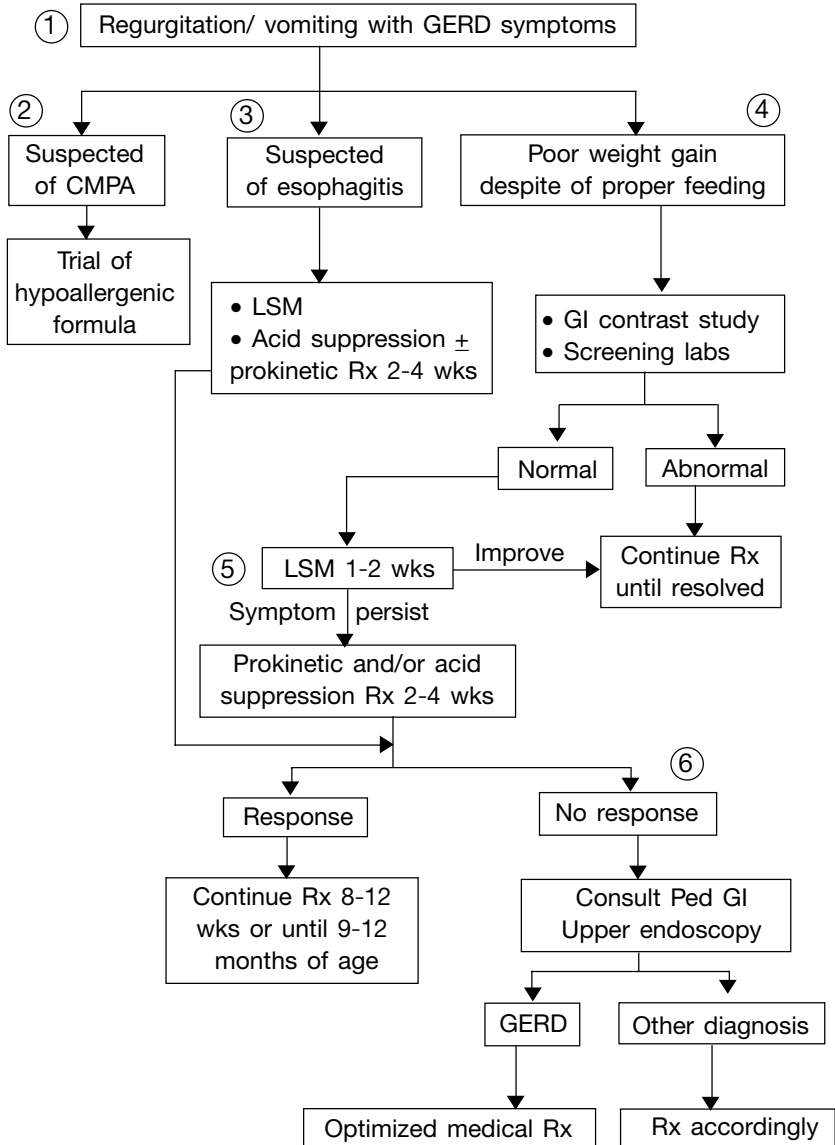 ①
Regurgitation/ vomiting with GERD symptoms
②
Suspected
of CMPA
③
Suspected
of esophagitis
④
Poor weight gain
despite of proper feeding
Trial of
hypoallergenic
formula
• LSM
• Acid suppression ±
prokinetic Rx 2-4 wks
• GI contrast study
• Screening labs
Normal
Abnormal
⑤
LSM 1-2 wks
Improve
Continue Rx
until resolved
Symptom persist
Prokinetic and/or acid
suppression Rx 2-4 wks
⑥
Response
No response
Continue Rx 8-12
wks or until 9-12
months of age
Consult Ped GI
Upper endoscopy
GERD
Other diagnosis
Optimized medical Rx
Rx accordingly